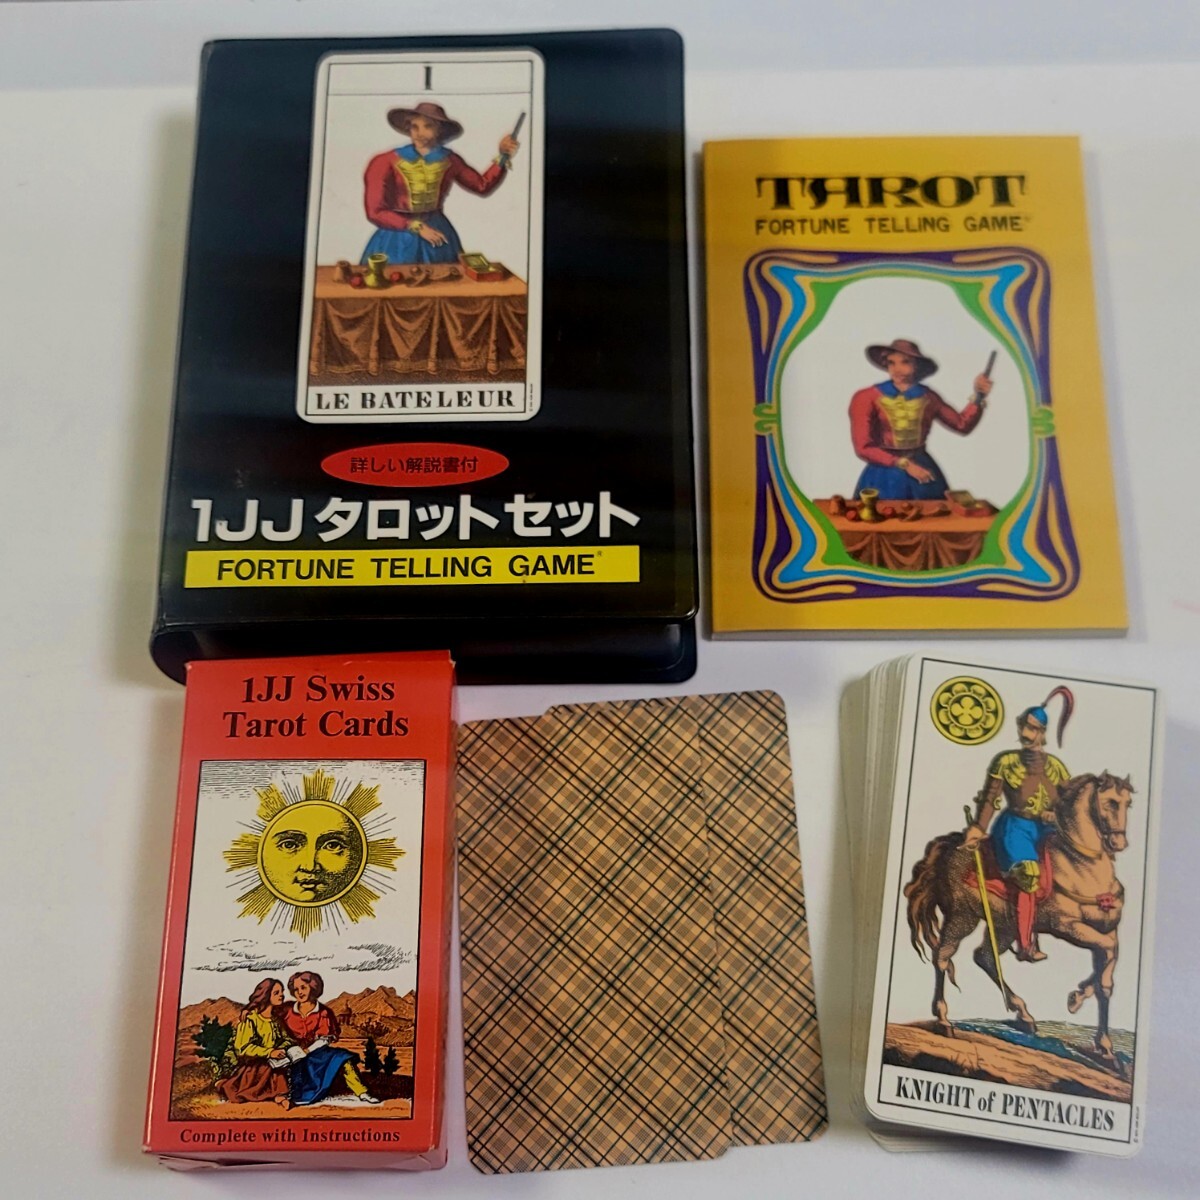 I
LE BATELEUR
詳しい解説書付
1JJタロットセット
FORTUNE TELLING GAME®
TAROT
FORTUNE TELLING GAME®
1JJ Swiss
Tarot Cards
Complete with Instructions
KNIGHT of PENTACLES